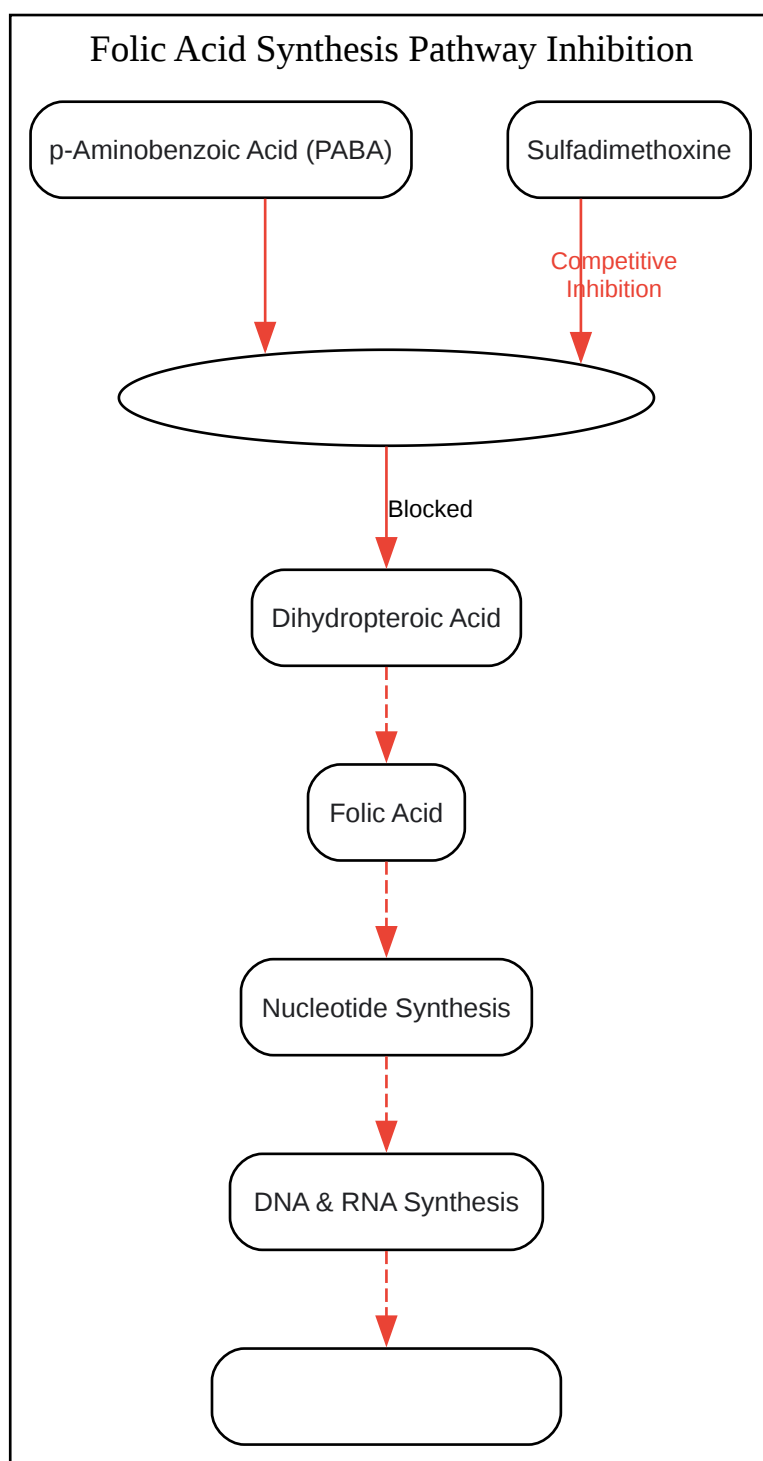 Folic Acid Synthesis Pathway Inhibition
p-Aminobenzoic Acid (PABA)
Sulfadimethoxine
Competitive
Inhibition
Blocked
Dihydropteroic Acid
Folic Acid
Nucleotide Synthesis
DNA & RNA Synthesis